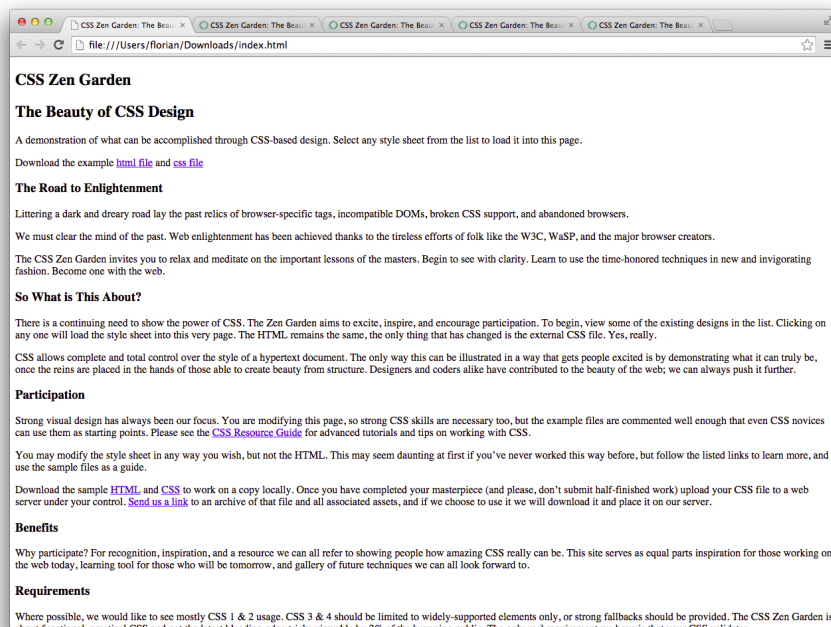 CSS Zen Garden: The Beau
CSS Zen Garden: The Beau
CSS Zen Garden: The Beau
CSS Zen Garden: The Beau
CSS Zen Garden: The Beau
file:///Users/florian/Downloads/index.html
CSS Zen Garden
The Beauty of CSS Design
A demonstration of what can be accomplished through CSS-based design. Select any style sheet from the list to load it into this page.
Download the example html file and css file
The Road to Enlightenment
Littering a dark and dreary road lay the past relics of browser-specific tags, incompatible DOMs, broken CSS support, and abandoned browsers.
We must clear the mind of the past. Web enlightenment has been achieved thanks to the tireless efforts of folk like the W3C, WaSP, and the major browser creators.
The CSS Zen Garden invites you to relax and meditate on the important lessons of the masters. Begin to see with clarity. Learn to use the time-honored techniques in new and invigorating
fashion. Become one with the web.
So What is This About?
There is a continuing need to show the power of CSS. The Zen Garden aims to excite, inspire, and encourage participation. To begin, view some of the existing designs in the list. Clicking on
any one will load the style sheet into this very page. The HTML remains the same, the only thing that has changed is the external CSS file. Yes, really.
CSS allows complete and total control over the style of a hypertext document. The only way this can be illustrated in a way that gets people excited is by demonstrating what it can truly be,
once the reins are placed in the hands of those able to create beauty from structure. Designers and coders alike have contributed to the beauty of the web; we can always push it further.
Participation
Strong visual design has always been our focus. You are modifying this page, so strong CSS skills are necessary too, but the example files are commented well enough that even CSS novices
can use them as starting points. Please see the CSS Resource Guide for advanced tutorials and tips on working with CSS.
You may modify the style sheet in any way you wish, but not the HTML. This may seem daunting at first if you've never worked this way before, but follow the listed links to learn more, and
use the sample files as a guide.
Download the sample HTML and CSS to work on a copy locally. Once you have completed your masterpiece (and please, don't submit half-finished work) upload your CSS file to a web
server under your control. Send us a link to an archive of that file and all associated assets, and if we choose to use it we will download it and place it on our server.
Benefits
Why participate? For recognition, inspiration, and a resource we can all refer to showing people how amazing CSS really can be. This site serves as equal parts inspiration for those working on
the web today, learning tool for those who will be tomorrow, and gallery of future techniques we can all look forward to.
Requirements
Where possible, we would like to see mostly CSS 1 & 2 usage. CSS 3 & 4 should be limited to widely-supported elements only, or strong fallbacks should be provided. The CSS Zen Garden is